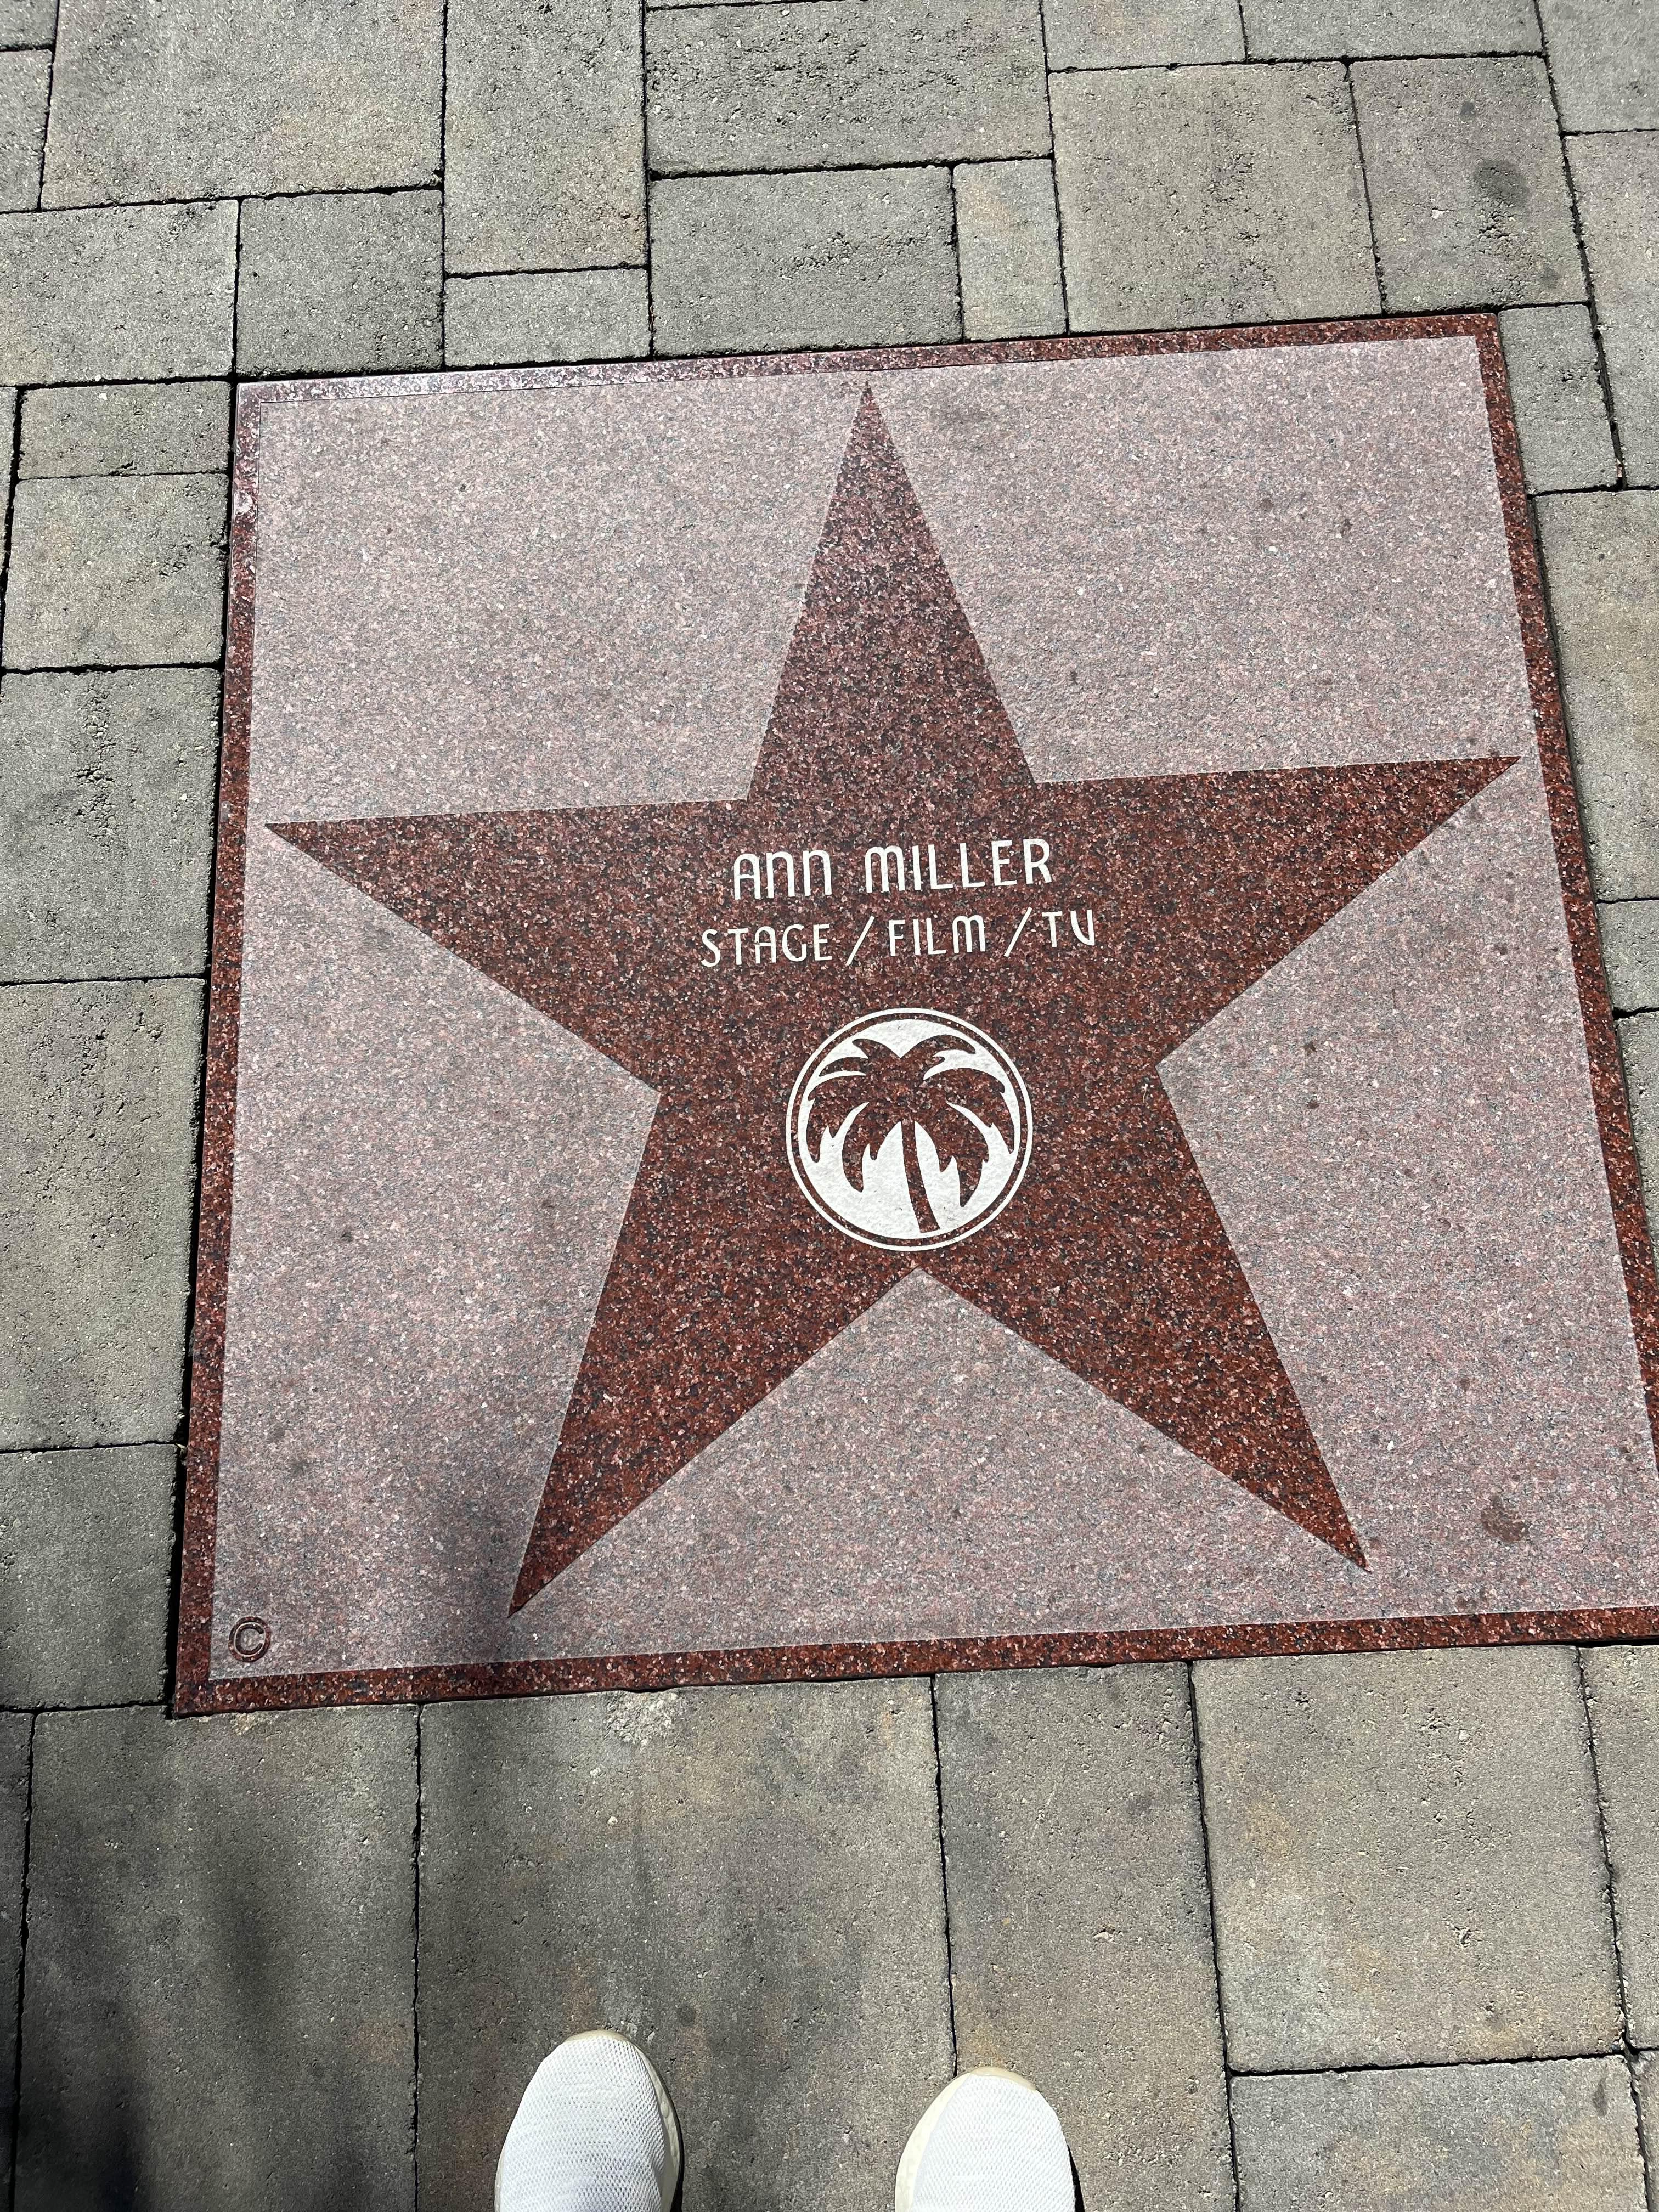 ANN MILLER
STAGE / FILM / TV
©